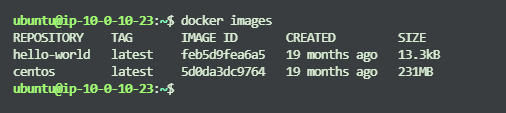 ubuntu@ip-10-0-10-23:~$ docker images
REPOSITORY TAG IMAGE ID CREATED SIZE
hello-world latest feb5d9fea6a5 19 months ago 13.3kB
centos latest 5d0da3dc9764 19 months ago 231MB
ubuntu@ip-10-0-10-23:~$